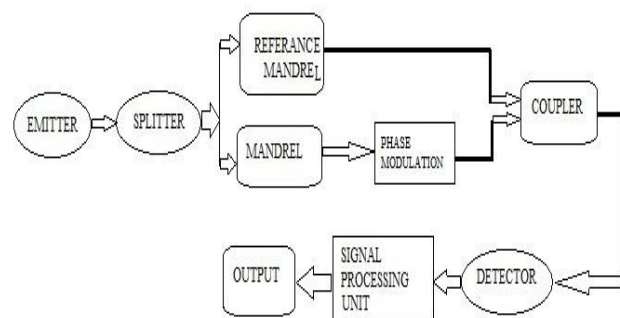 REFERANCE
MANDREL
EMITTER
SPLITTER
COUPLER
MANDREL
PHASE
MODULATION
OUTPUT
SIGNAL
PROCESSING
UNIT
DETECTOR